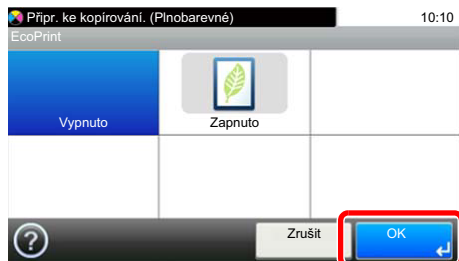 Připr. ke kopírování. (Plnobarevné) 10:10
EcoPrint
Vypnuto Zapnuto
? Zrušit OK